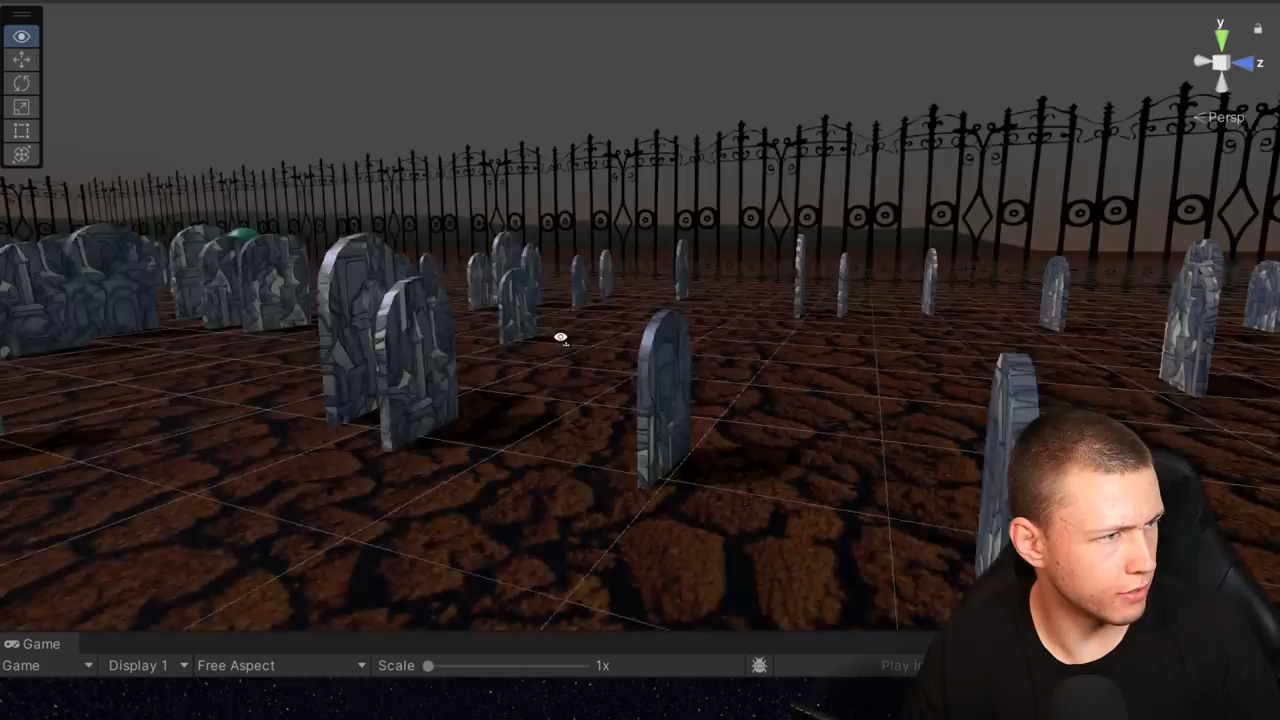 y
z
Persp
Game
Game
Display 1
Free Aspect
Scale
1x
Play